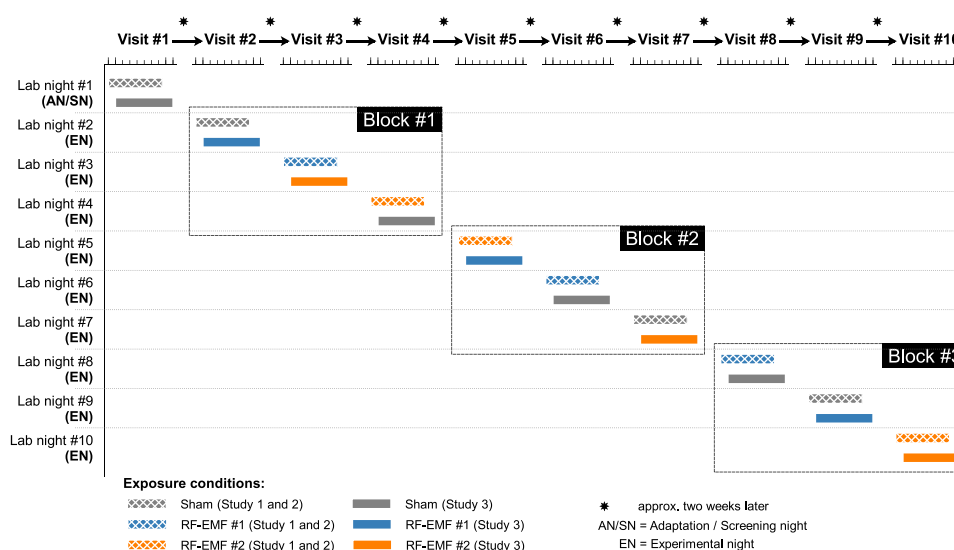 Visit #1 Visit #2 Visit #3 Visit #4 Visit #5 Visit #6 Visit #7 Visit #8 Visit #9 Visit #10
Lab night #1
(AN/SN)
Block #1
Lab night #2
(EN)
Lab night #3
(EN)
Lab night #4
(EN)
Block #2
Lab night #5
(EN)
Lab night #6
(EN)
Lab night #7
(EN)
Block #3
Lab night #8
(EN)
Lab night #9
(EN)
Lab night #10
(EN)
Exposure conditions:
Sham (Study 1 and 2) Sham (Study 3) * approx. two weeks later
RF-EMF #1 (Study 1 and 2) RF-EMF #1 (Study 3) AN/SN = Adaptation / Screening night
RF-EMF #2 (Study 1 and 2) RF-EMF #2 (Study 3) EN = Experimental night